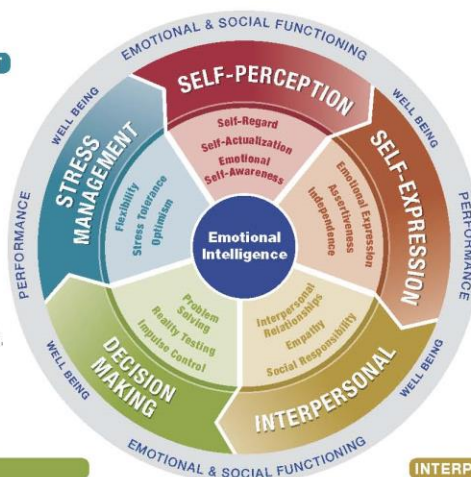 EMOTIONAL & SOCIAL FUNCTIONING
WELL BEING
WELL BEING
SELF-PERCEPTION
Self-Regard
Self-Actualization
Emotional
Self-Awareness
STRESS
MANAGEMENT
Flexibility
Stress Tolerance
Optimism
SELF-EXPRESSION
Emotional Expression
Assertiveness
Independence
PERFORMANCE
PERFORMANCE
Emotional
Intelligence
DECISION
MAKING
Problem
Solving
Reality Testing
Impulse Control
INTERPERSONAL
Interpersonal
Relationships
Empathy
Social Responsibility
WELL BEING
WELL BEING
EMOTIONAL & SOCIAL FUNCTIONING
INTERP